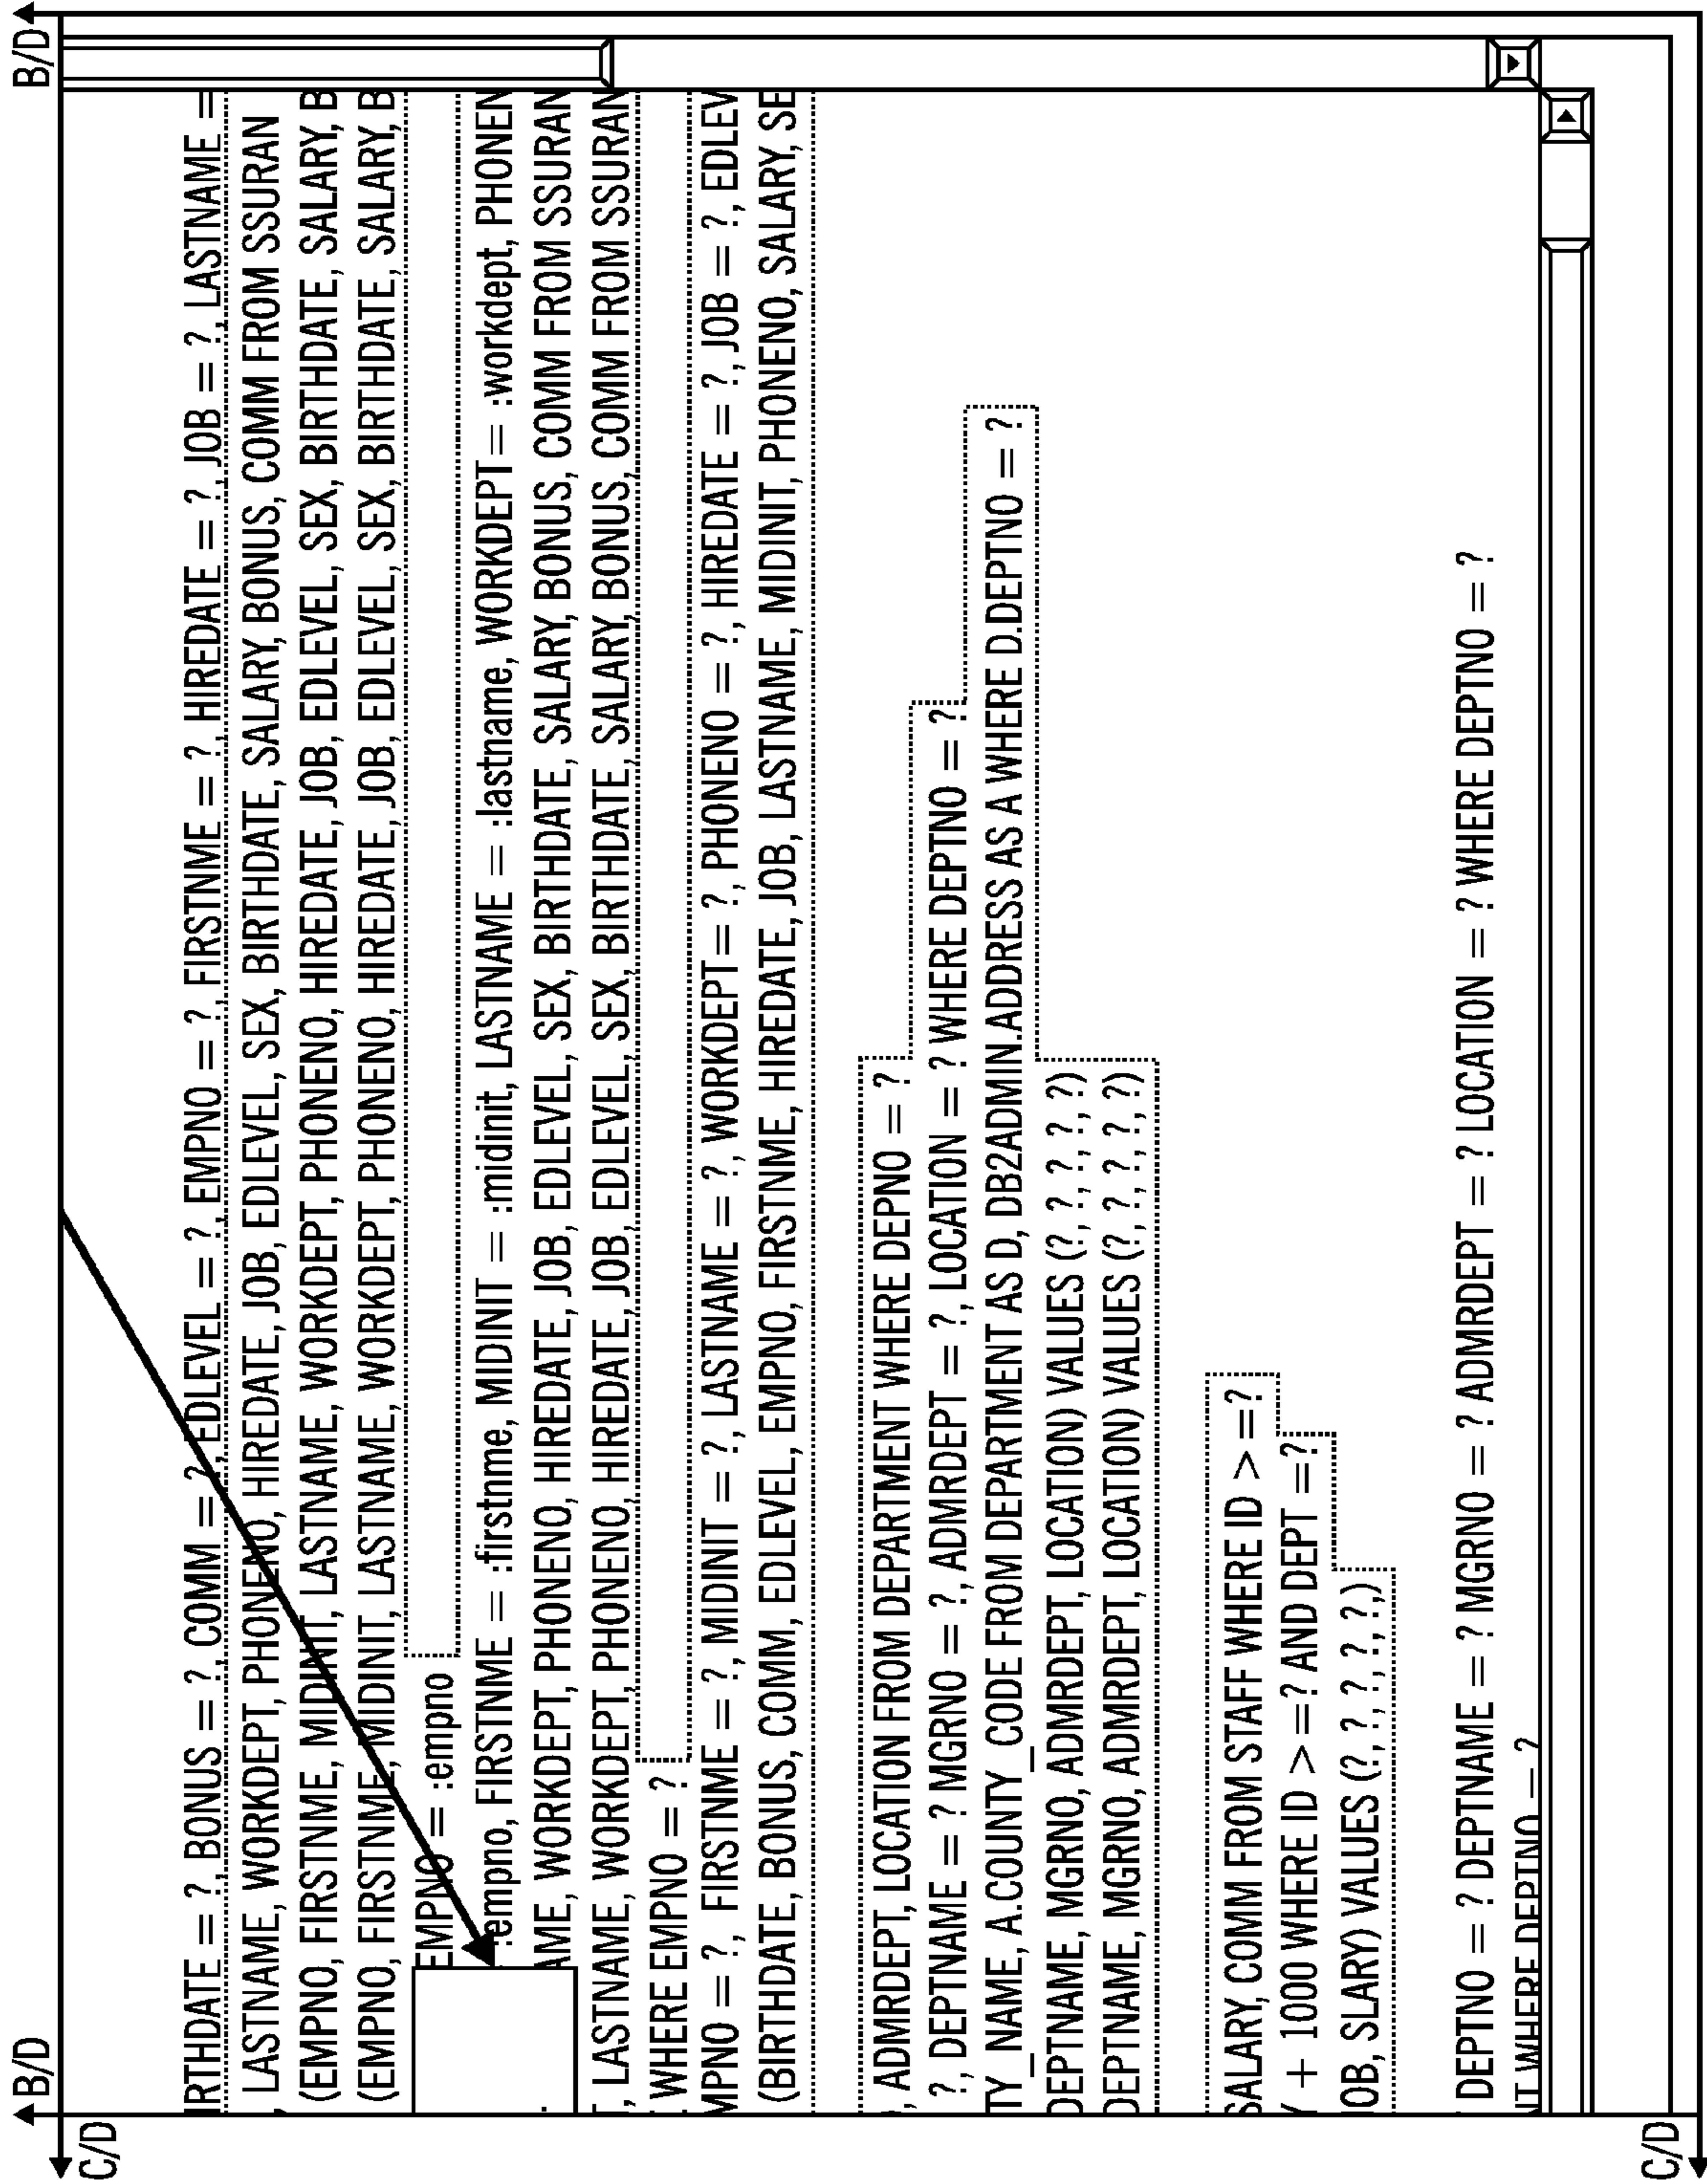 B/D B/D
C/D
IRTHDATE = ?, BONUS = ?, COMM = ?, EDLEVEL = ?, EMPNO = ?, FIRSTNME = ?, HIREDATE = ?, JOB = ?, LASTNAME =
, LASTNAME, WORKDEPT, PHONENO, HIREDATE, JOB, EDLEVEL, SEX, BIRTHDATE, SALARY, BONUS, COMM FROM SSURAN
(EMPNO, FIRSTNME, MIDINIT, LASTNAME, WORKDEPT, PHONENO, HIREDATE, JOB, EDLEVEL, SEX, BIRTHDATE, SALARY, B
(EMPNO, FIRSTNME, MIDINIT, LASTNAME, WORKDEPT, PHONENO, HIREDATE, JOB, EDLEVEL, SEX, BIRTHDATE, SALARY, B
EMPNO = :empno
:empno, FIRSTNME = :firstnme, MIDINIT = :midinit, LASTNAME = :lastname, WORKDEPT = :workdept, PHONEN
AME, WORKDEPT, PHONENO, HIREDATE, JOB, EDLEVEL, SEX, BIRTHDATE, SALARY, BONUS, COMM FROM SSURAN
T, LASTNAME, WORKDEPT, PHONENO, HIREDATE, JOB, EDLEVEL, SEX, BIRTHDATE, SALARY, BONUS, COMM FROM SSURAN
WHERE EMPNO = ?
MPNO = ?, FIRSTNME = ?, MIDINIT = ?, LASTNAME = ?, WORKDEPT = ?, PHONENO = ?, HIREDATE = ?, JOB = ?, EDLEV
(BIRTHDATE, BONUS, COMM, EDLEVEL, EMPNO, FIRSTNME, HIREDATE, JOB, LASTNAME, MIDINIT, PHONENO, SALARY, SE
, ADMRDEPT, LOCATION FROM DEPARTMENT WHERE DEPNO = ?
?, DEPTNAME = ? MGRNO = ?, ADMRDEPT = ?, LOCATION = ? WHERE DEPTNO = ?
TY_NAME, A.COUNTY_CODE FROM DEPARTMENT AS D, DB2ADMIN.ADDRESS AS A WHERE D.DEPTNO = ?
DEPTNAME, MGRNO, ADMRDEPT, LOCATION) VALUES (?, ?, ?, ?, ?)
DEPTNAME, MGRNO, ADMRDEPT, LOCATION) VALUES (?, ?, ?, ?, ?)
SALARY, COMM FROM STAFF WHERE ID > =?
Y + 1000 WHERE ID > =? AND DEPT =?
OB, SLARY) VALUES (?, ?, ?, ?, ?,)
DEPTNO = ? DEPTNAME = ? MGRNO = ? ADMRDEPT = ? LOCATION = ? WHERE DEPTNO = ?
NT WHERE DEPTNO = ?
C/D